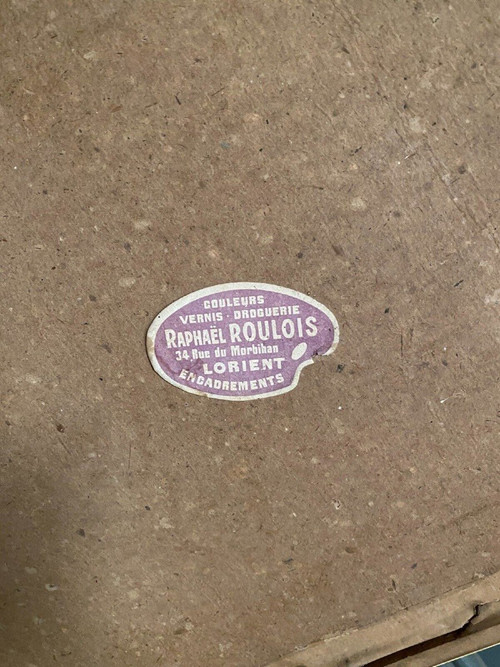 COULEURS
VERNIS - DROGUERIE
RAPHAËL ROULOIS
34 Rue du Morbihan
LORIENT
ENCADREMENTS